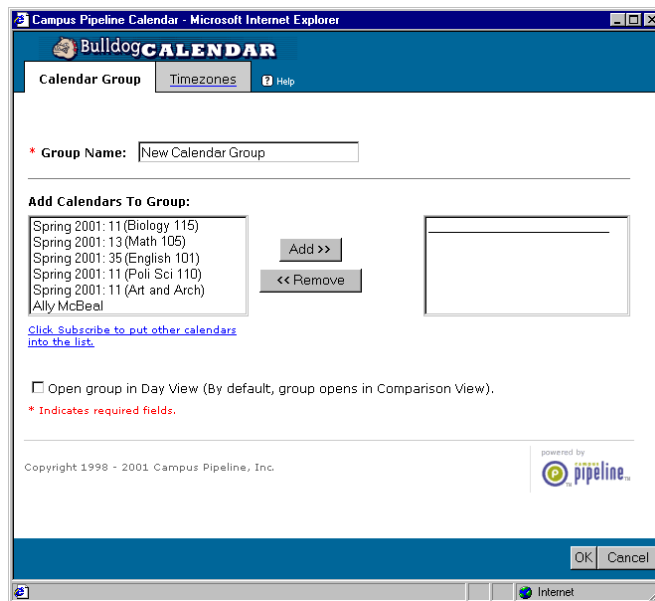 Campus Pipeline Calendar - Microsoft Internet Explorer
Bulldog CALENDAR
Calendar Group Timezones ? Help
* Group Name: New Calendar Group
Add Calendars To Group:
Spring 2001: 11 (Biology 115)
Spring 2001: 13 (Math 105)
Spring 2001: 35 (English 101)
Spring 2001: 11 (Poli Sci 110)
Spring 2001: 11 (Art and Arch)
Ally McBeal
Add >>
<< Remove
Click Subscribe to put other calendars
into the list.
Open group in Day View (By default, group opens in Comparison View).
* Indicates required fields.
Copyright 1998 - 2001 Campus Pipeline, Inc.
powered by
campus
pipeline™
OK Cancel
Internet